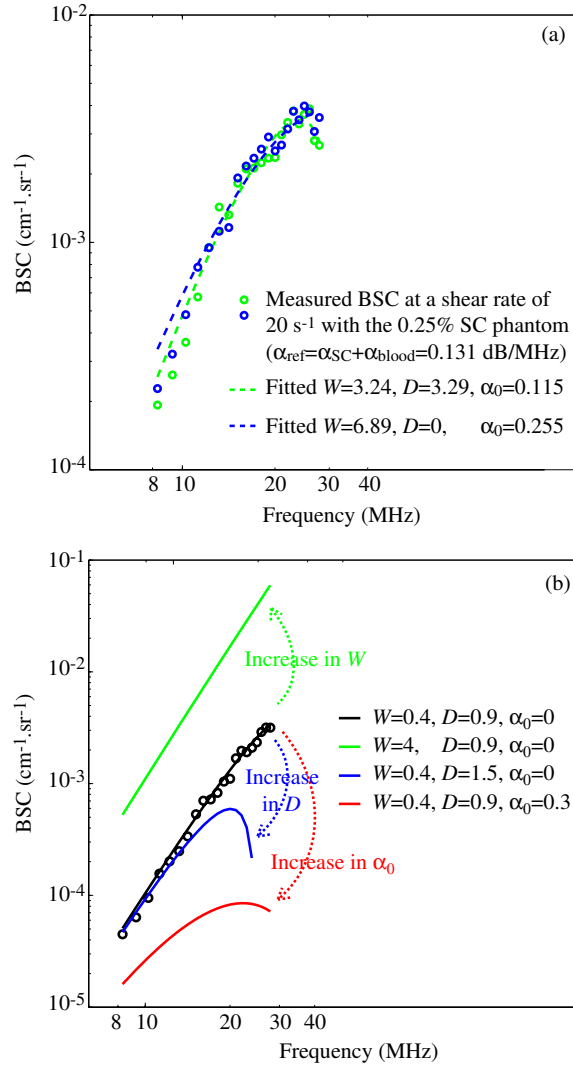 10⁻²
(a)
10⁻³
BSC (cm⁻¹.sr⁻¹)
Measured BSC at a shear rate of
20 s⁻¹ with the 0.25% SC phantom
(αref=αSC+αblood=0.131 dB/MHz)
Fitted W=3.24, D=3.29, α₀=0.115
Fitted W=6.89, D=0, α₀=0.255
10⁻⁴
8 10 20 30 40
Frequency (MHz)
10⁻¹
(b)
10⁻²
Increase in W
W=0.4, D=0.9, α₀=0
W=4, D=0.9, α₀=0
W=0.4, D=1.5, α₀=0
W=0.4, D=0.9, α₀=0.3
10⁻³
BSC (cm⁻¹.sr⁻¹)
Increase
in D
Increase in α₀
10⁻⁴
10⁻⁵
8 10 20 30 40
Frequency (MHz)